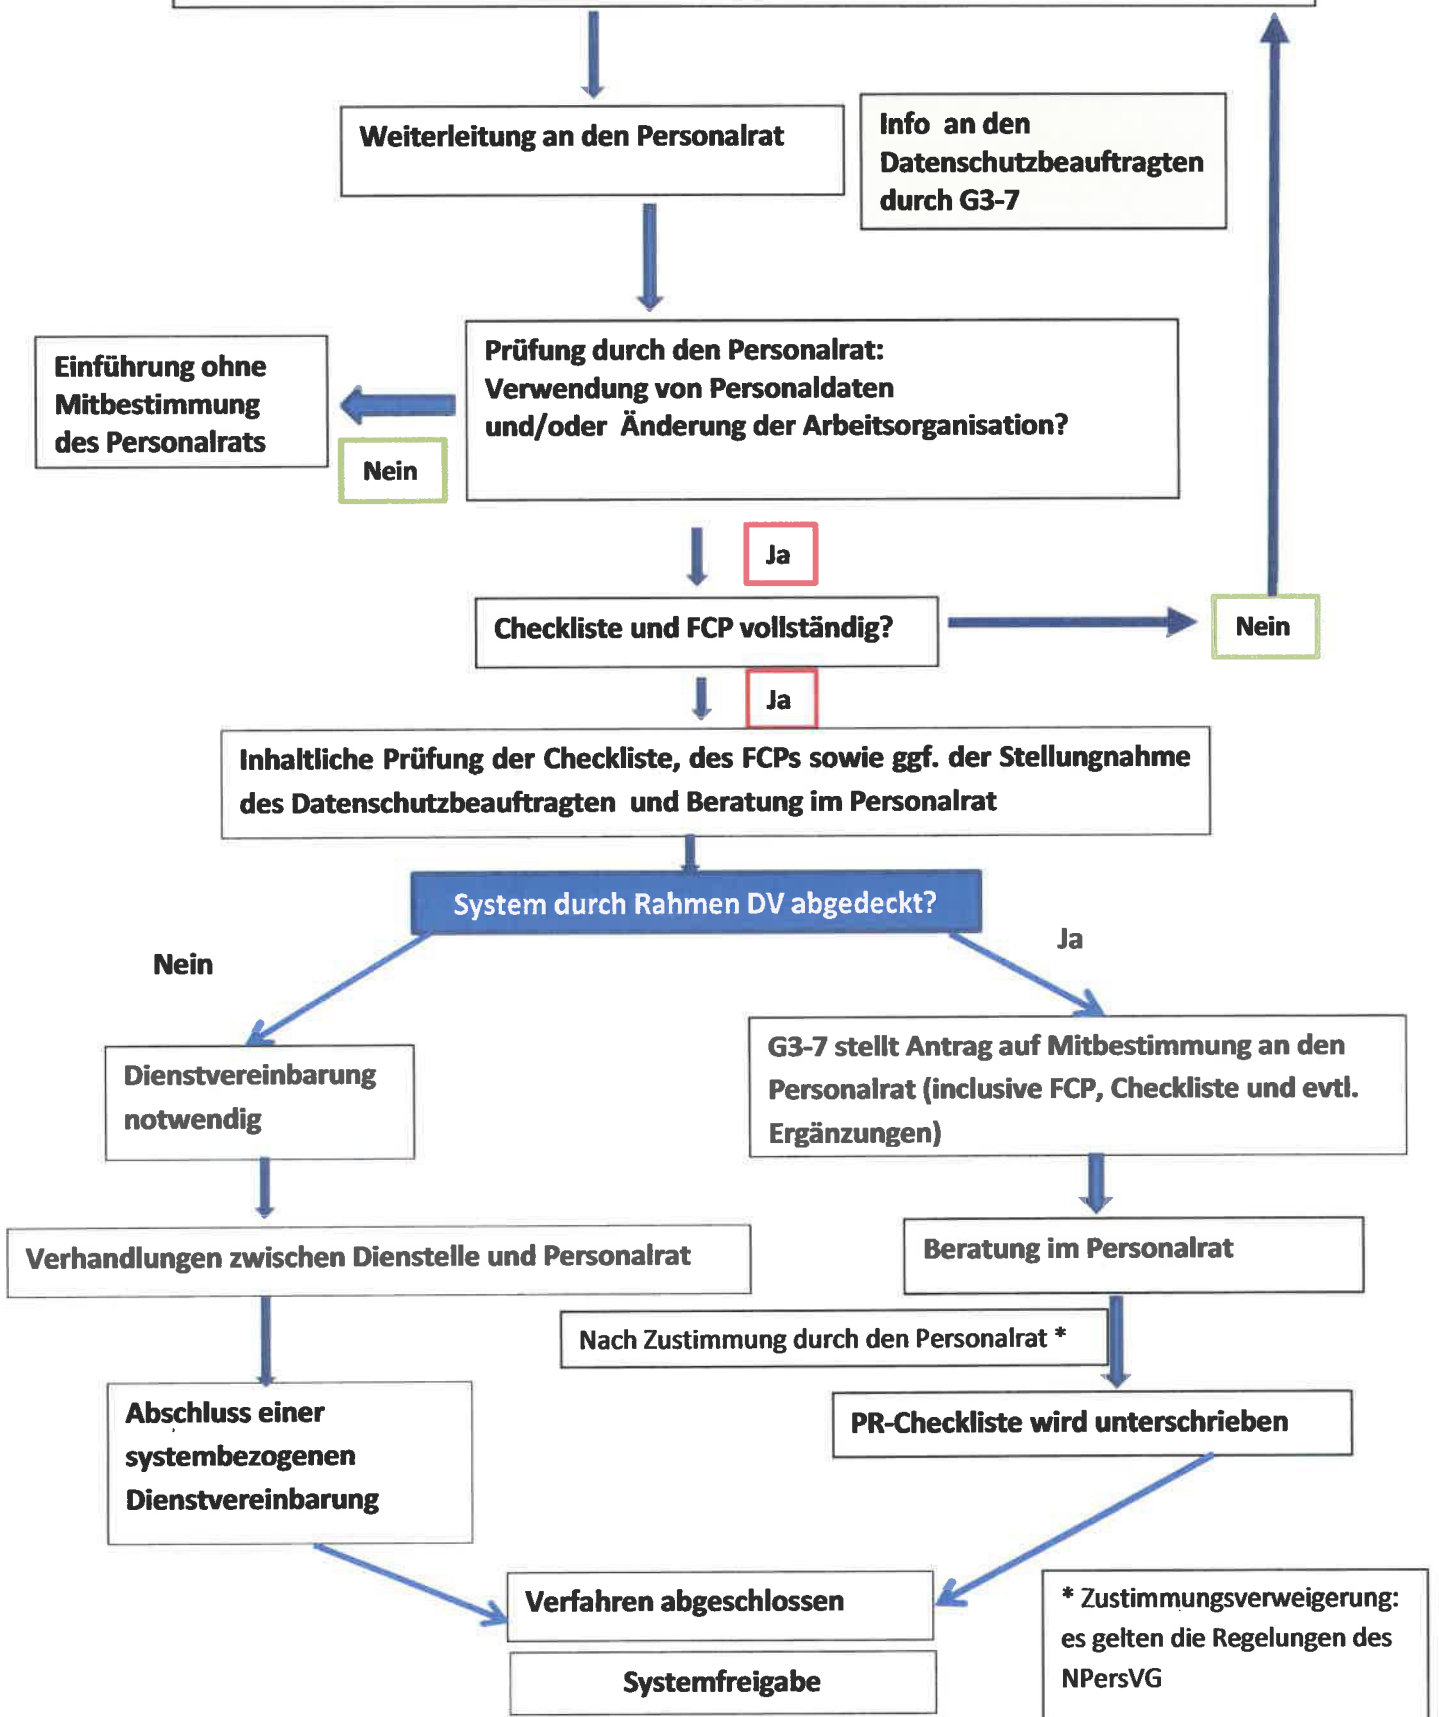 Weiterleitung an den Personalrat
Info an den
Datenschutzbeauftragten
durch G3-7
Einführung ohne
Mitbestimmung
des Personalrats
Nein
Prüfung durch den Personalrat:
Verwendung von Personaldaten
und/oder Änderung der Arbeitsorganisation?
Ja
Checkliste und FCP vollständig?
Nein
Ja
Inhaltliche Prüfung der Checkliste, des FCPs sowie ggf. der Stellungnahme
des Datenschutzbeauftragten und Beratung im Personalrat
System durch Rahmen DV abgedeckt?
Nein
Ja
Dienstvereinbarung
notwendig
G3-7 stellt Antrag auf Mitbestimmung an den
Personalrat (inclusive FCP, Checkliste und evtl.
Ergänzungen)
Verhandlungen zwischen Dienstelle und Personalrat
Beratung im Personalrat
Nach Zustimmung durch den Personalrat *
Abschluss einer
systembezogenen
Dienstvereinbarung
PR-Checkliste wird unterschrieben
Verfahren abgeschlossen
Systemfreigabe
* Zustimmungsverweigerung:
es gelten die Regelungen des
NPersVG